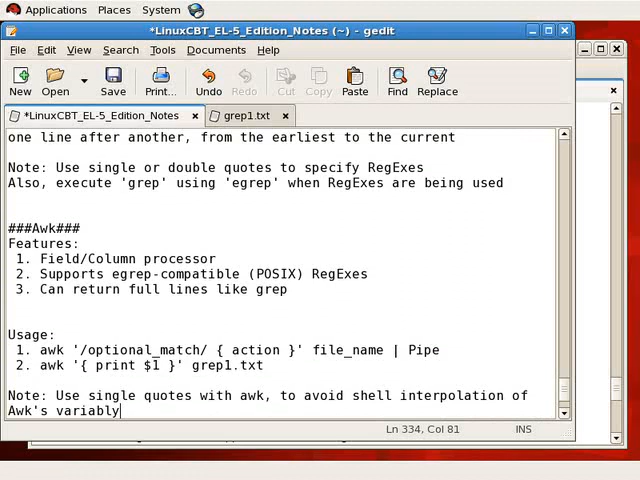 Applications Places System
*LinuxCBT_EL-5_Edition_Notes (~) - gedit
File Edit View Search Tools Documents Help
New Open Save Print... Undo Redo Cut Copy Paste Find Replace
*LinuxCBT_EL-5_Edition_Notes grep1.txt
one line after another, from the earliest to the current
Note: Use single or double quotes to specify RegExes
Also, execute 'grep' using 'egrep' when RegExes are being used
###Awk###
Features:
1. Field/Column processor
2. Supports egrep-compatible (POSIX) RegExes
3. Can return full lines like grep
Usage:
1. awk '/optional_match/ { action }' file_name | Pipe
2. awk '{ print $1 }' grep1.txt
Note: Use single quotes with awk, to avoid shell interpolation of
Awk's variably
Ln 334, Col 81 INS